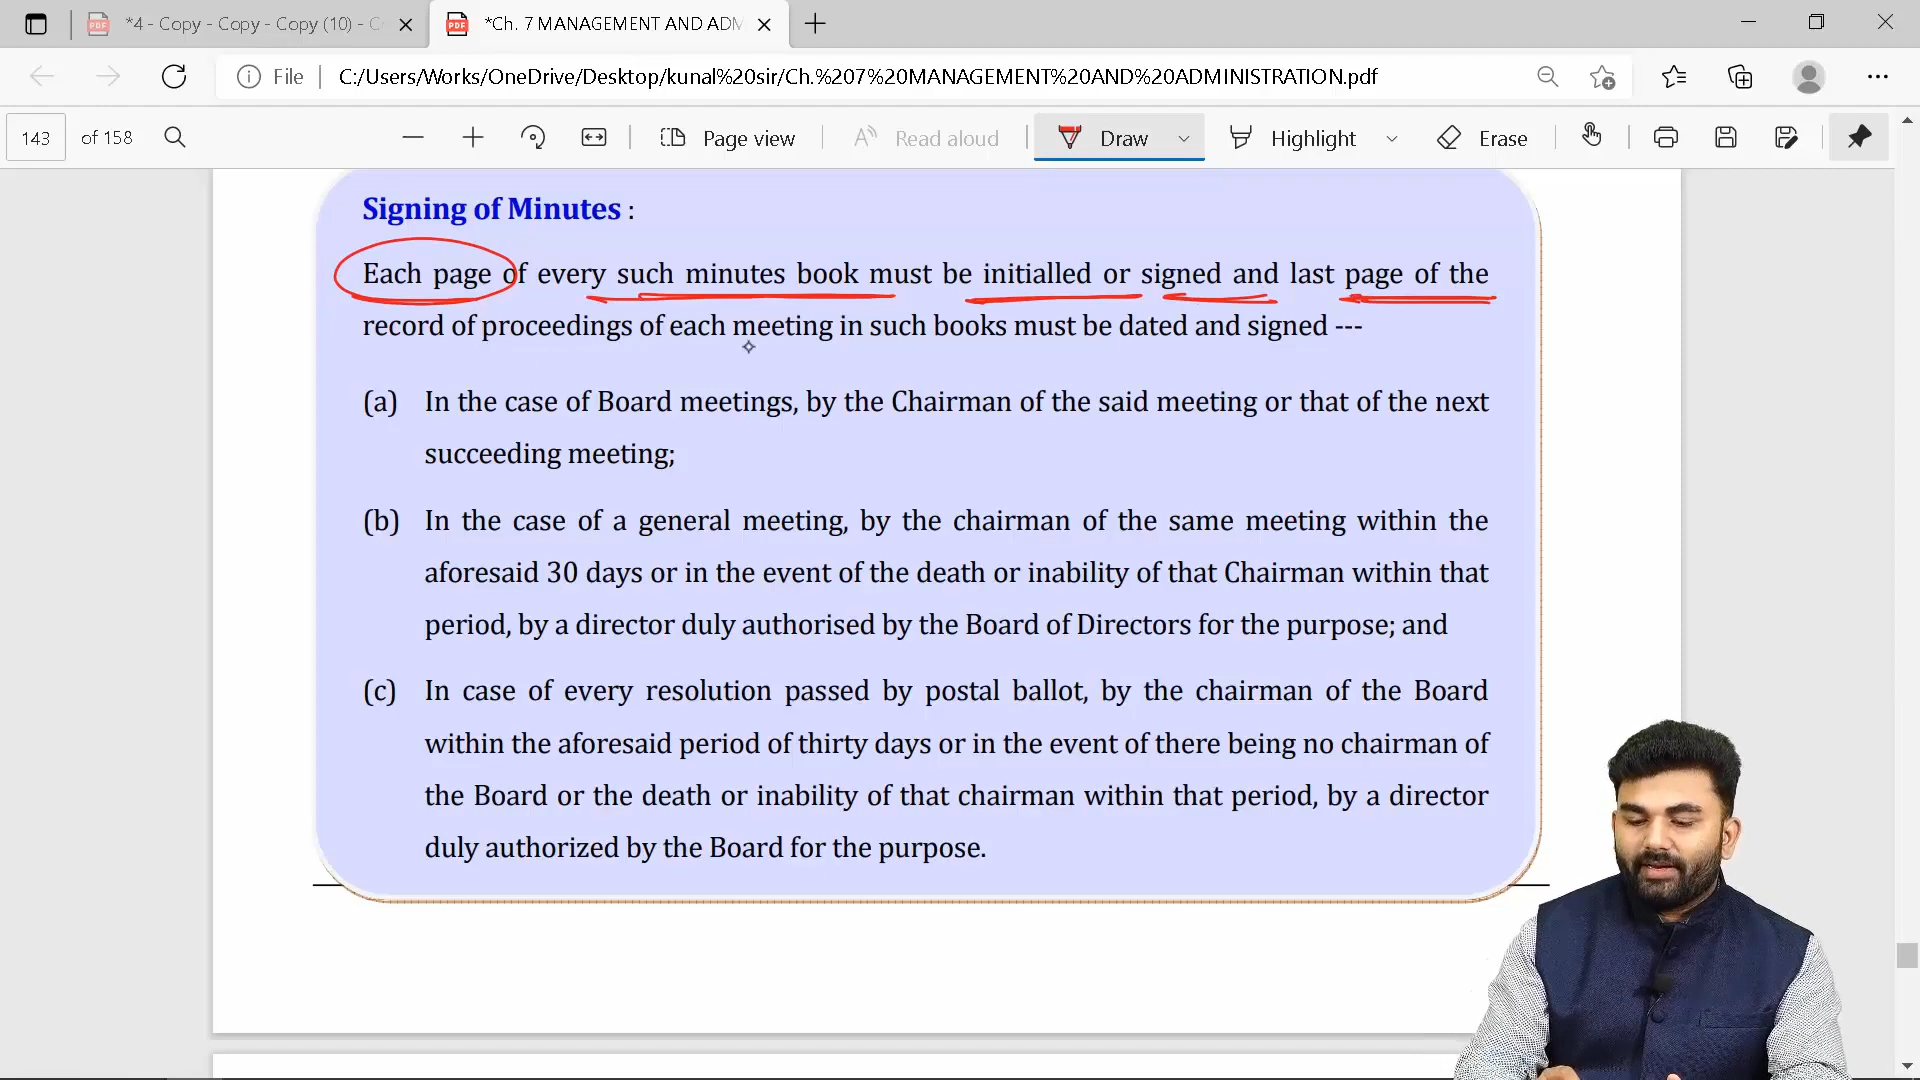 *4 - Copy - Copy - Copy (10) - C
*Ch. 7 MANAGEMENT AND ADM
File
C:/Users/Works/OneDrive/Desktop/kunal%20sir/Ch.%207%20MANAGEMENT%20AND%20ADMINISTRATION.pdf
143 of 158
Page view
Read aloud
Draw
Highlight
Erase
Signing of Minutes :
Each page of every such minutes book must be initialled or signed and last page of the
record of proceedings of each meeting in such books must be dated and signed ---
(a) In the case of Board meetings, by the Chairman of the said meeting or that of the next
succeeding meeting;
(b) In the case of a general meeting, by the chairman of the same meeting within the
aforesaid 30 days or in the event of the death or inability of that Chairman within that
period, by a director duly authorised by the Board of Directors for the purpose; and
(c) In case of every resolution passed by postal ballot, by the chairman of the Board
within the aforesaid period of thirty days or in the event of there being no chairman of
the Board or the death or inability of that chairman within that period, by a director
duly authorized by the Board for the purpose.